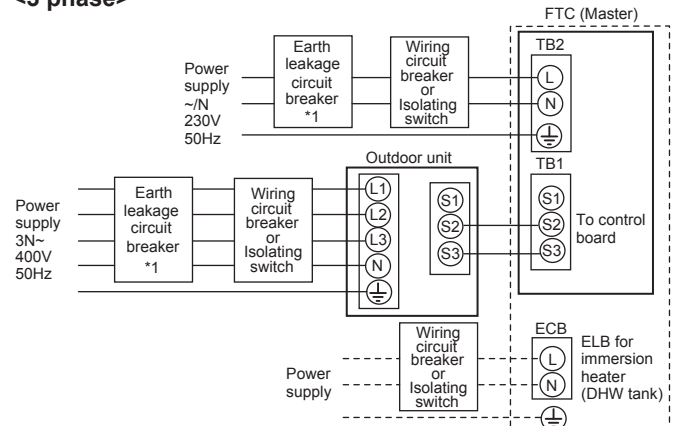 <3 phase>
FTC (Master)
Power
supply
~/N
230V
50Hz
Earth
leakage
circuit
breaker
*1
Wiring
circuit
breaker
or
Isolating
switch
TB2
L
N
Outdoor unit
Power
supply
3N~
400V
50Hz
Earth
leakage
circuit
breaker
*1
Wiring
circuit
breaker
or
Isolating
switch
L1
L2
L3
N
S1
S2
S3
TB1
S1
S2
S3
To control
board
Power
supply
Wiring
circuit
breaker
or
Isolating
switch
ECB
L
N
ELB for
immersion
heater
(DHW tank)